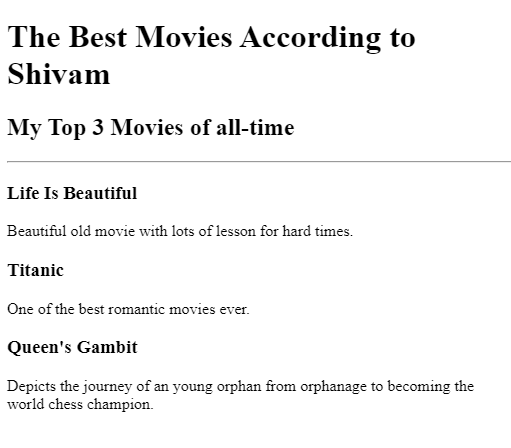 The Best Movies According to
Shivam
My Top 3 Movies of all-time
Life Is Beautiful
Beautiful old movie with lots of lesson for hard times.
Titanic
One of the best romantic movies ever.
Queen's Gambit
Depicts the journey of an young orphan from orphanage to becoming the
world chess champion.